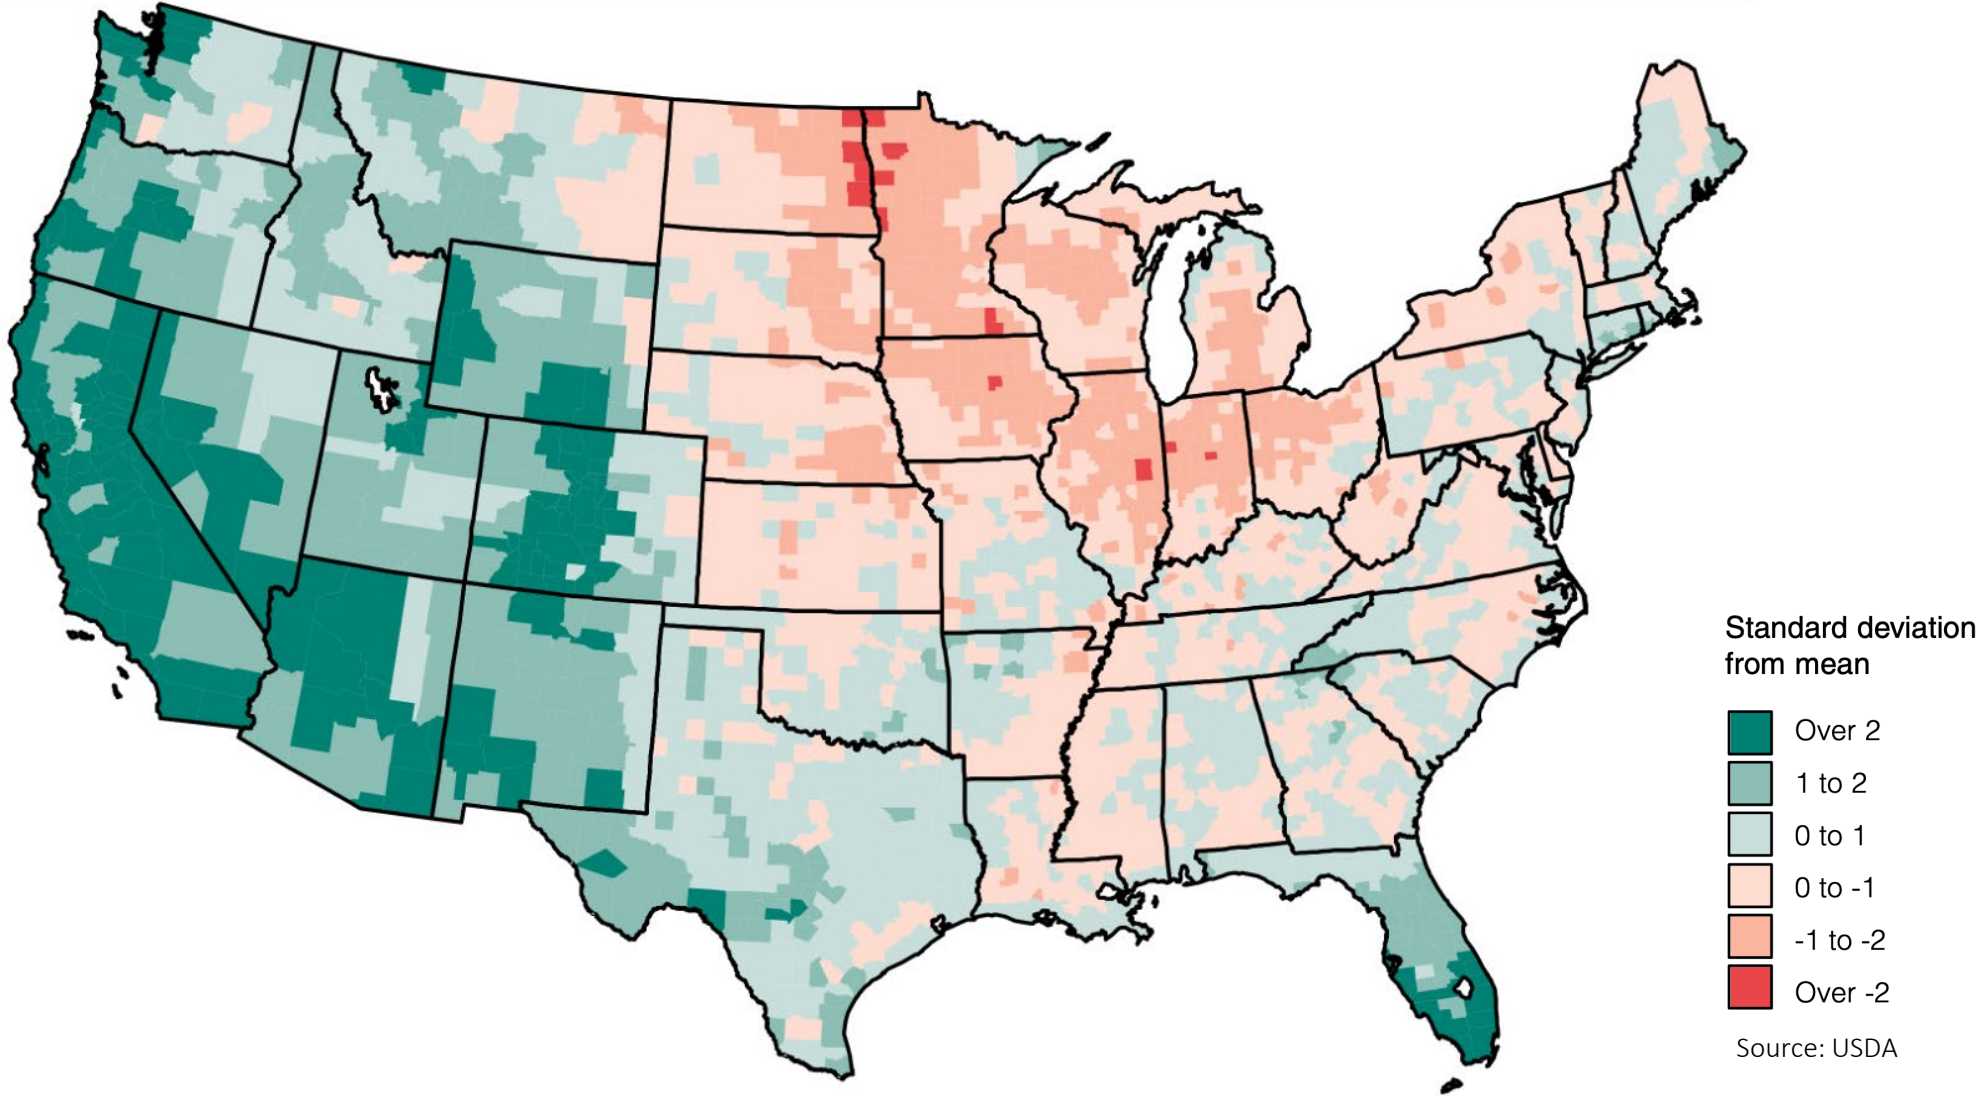 Standard deviation
from mean
Over 2
1 to 2
0 to 1
0 to -1
-1 to -2
Over -2
Source: USDA